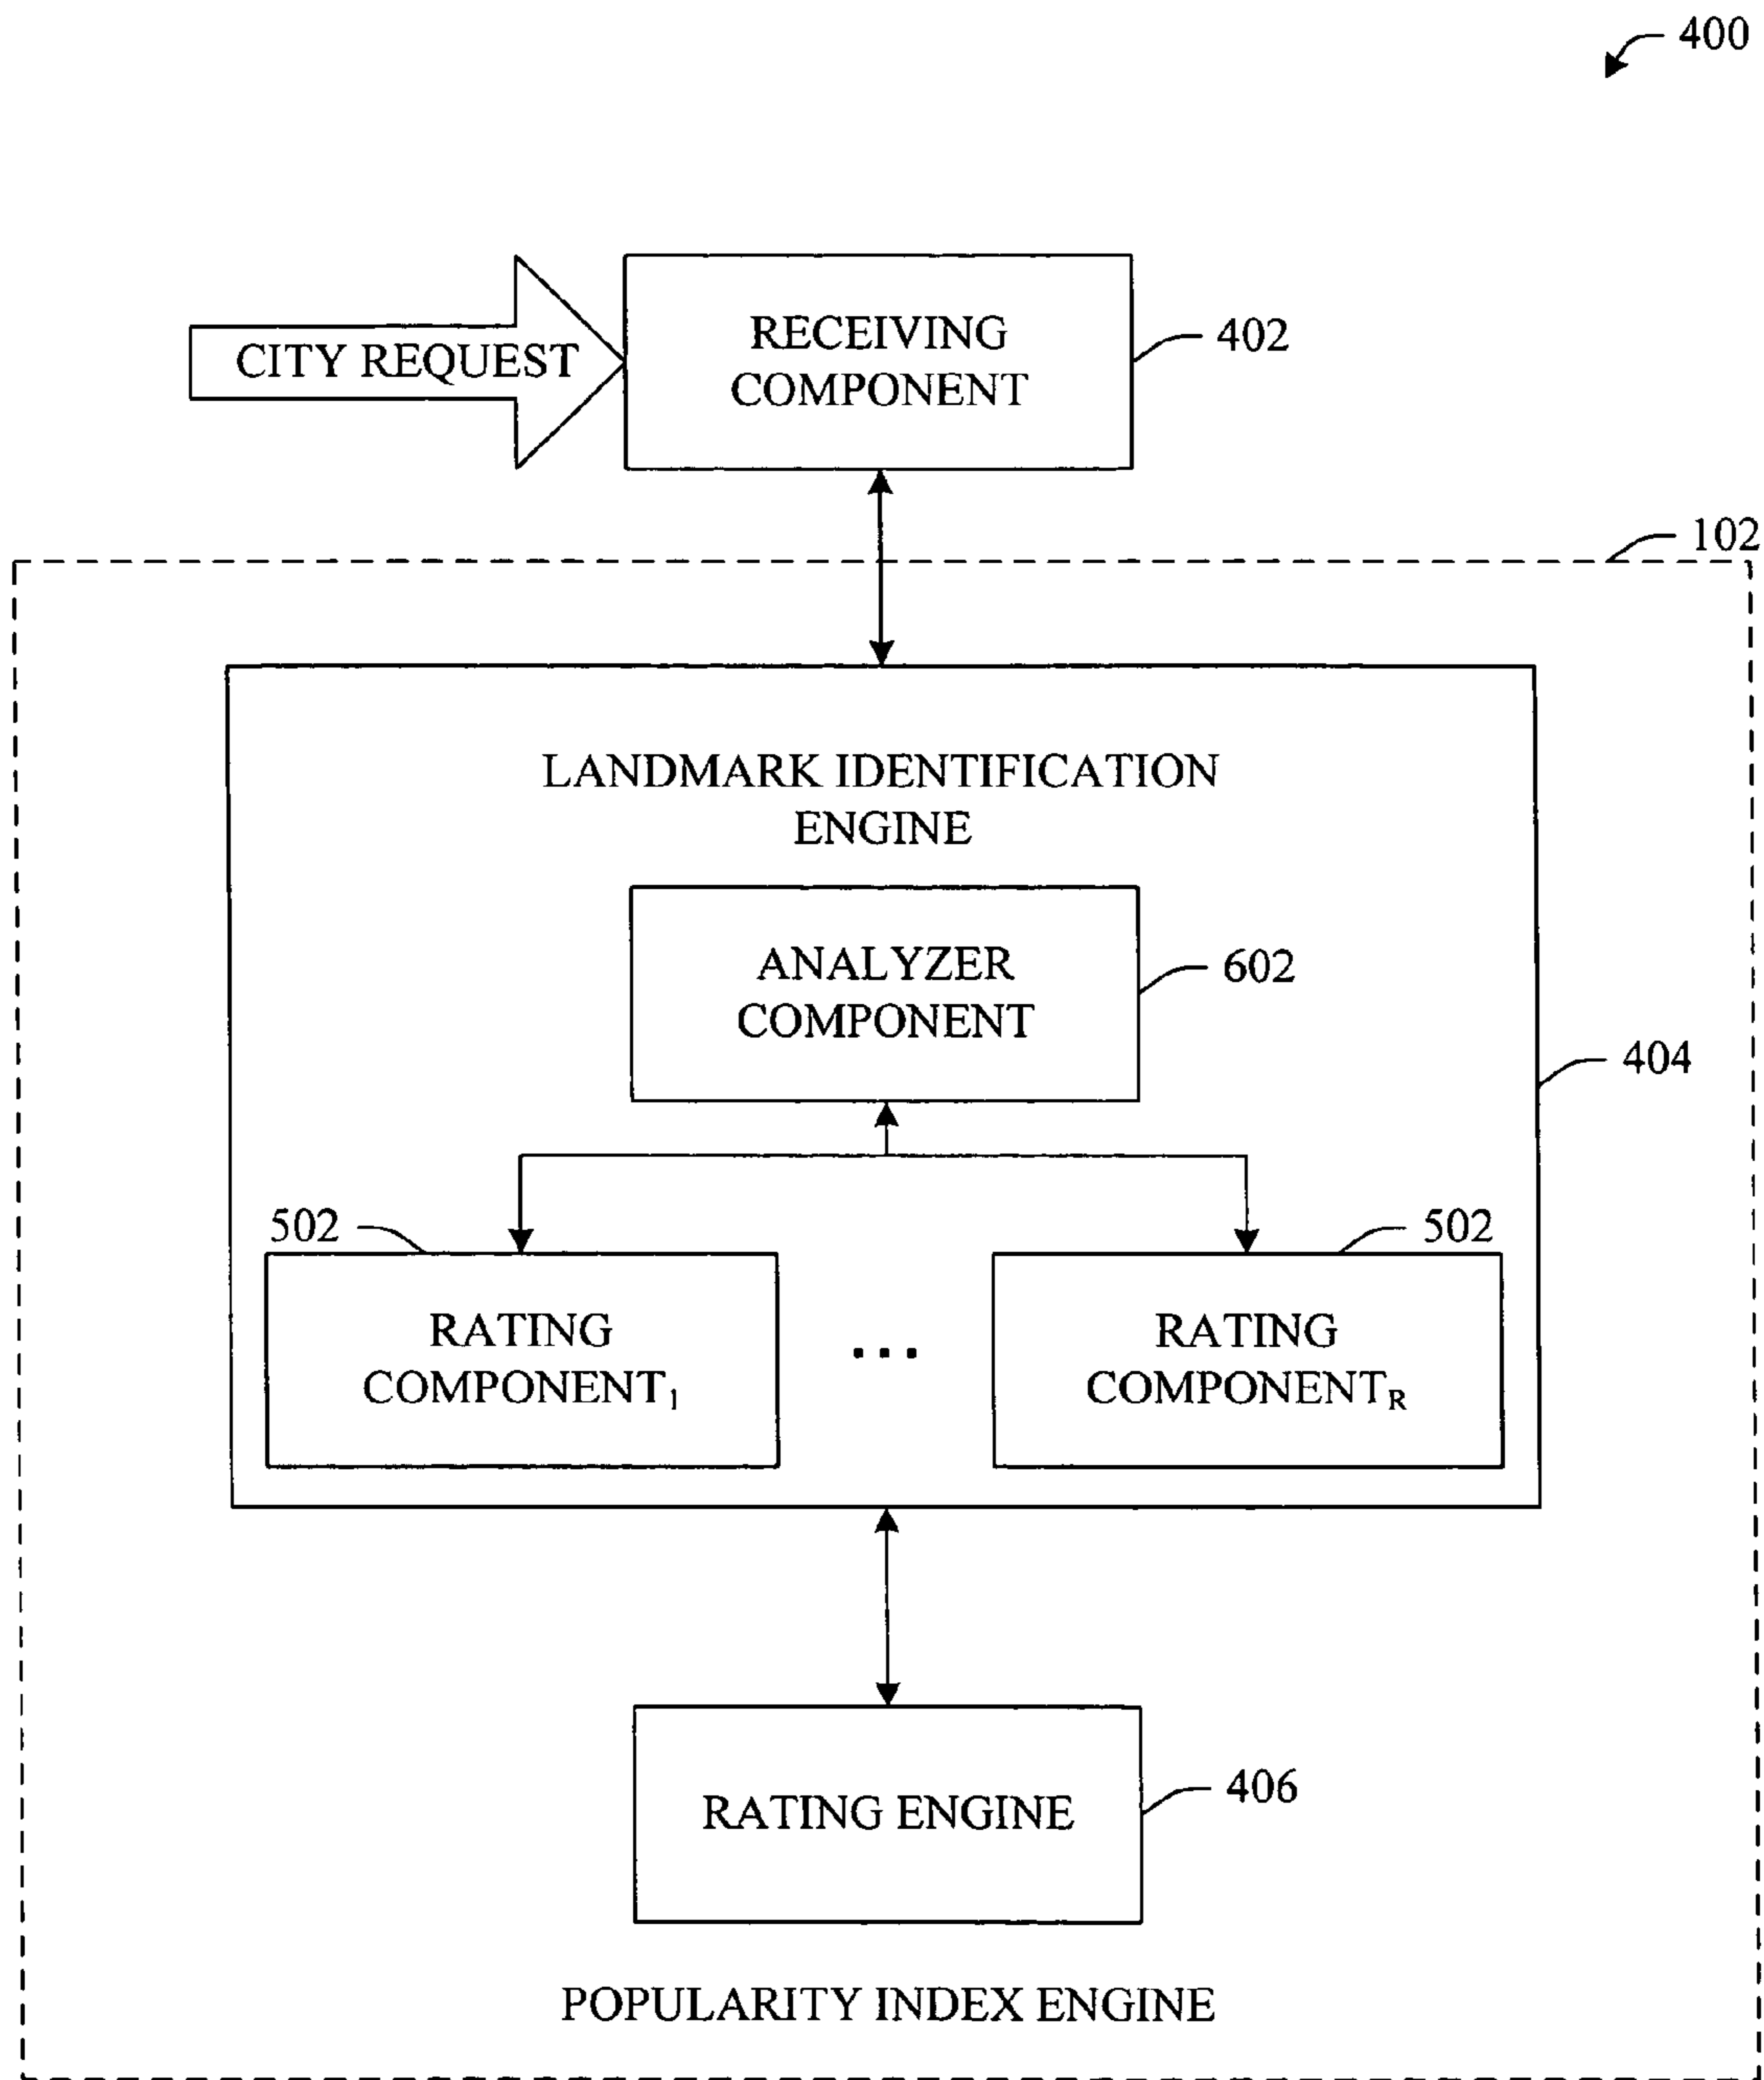 400
CITY REQUEST
RECEIVING
COMPONENT
402
102
LANDMARK IDENTIFICATION
ENGINE
ANALYZER
COMPONENT
602
404
502
502
RATING
COMPONENT1
...
RATING
COMPONENTR
RATING ENGINE
406
POPULARITY INDEX ENGINE